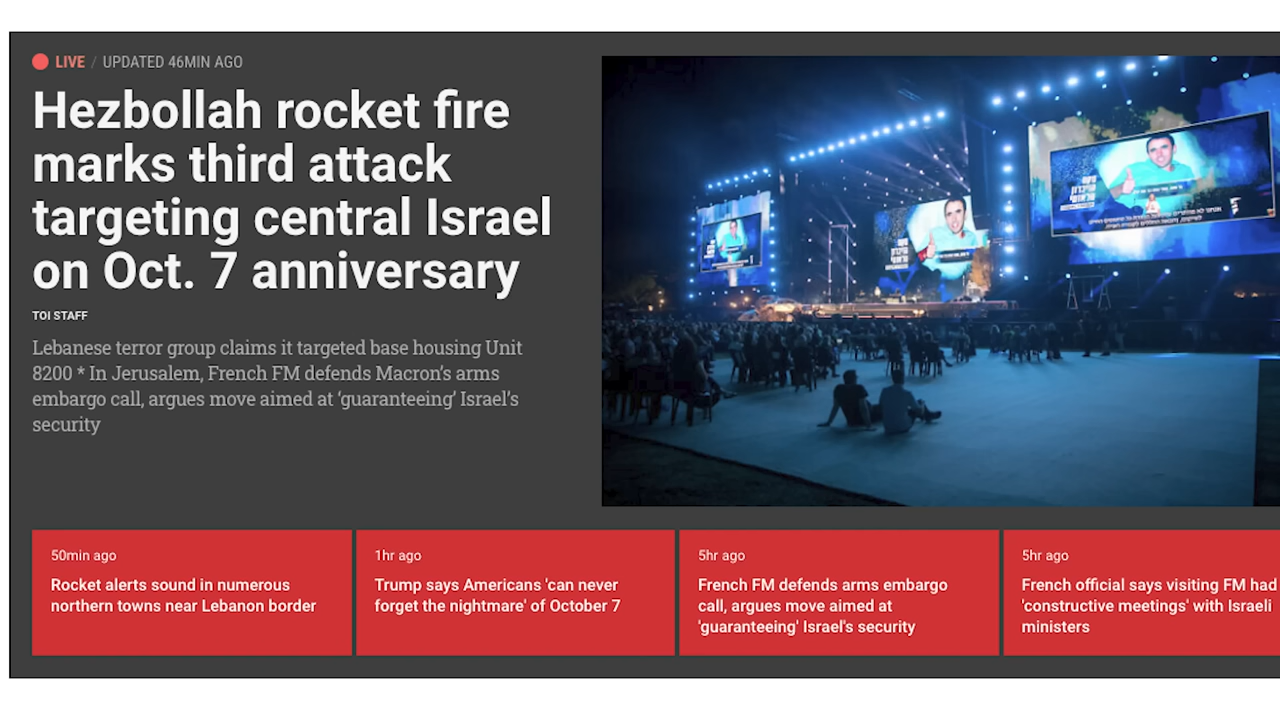 LIVE / UPDATED 46MIN AGO
Hezbollah rocket fire
marks third attack
targeting central Israel
on Oct. 7 anniversary
TOI STAFF
Lebanese terror group claims it targeted base housing Unit
8200 * In Jerusalem, French FM defends Macron’s arms
embargo call, argues move aimed at ‘guaranteeing’ Israel’s
security
50min ago
Rocket alerts sound in numerous
northern towns near Lebanon border
1hr ago
Trump says Americans 'can never
forget the nightmare' of October 7
5hr ago
French FM defends arms embargo
call, argues move aimed at
'guaranteeing' Israel's security
5hr ago
French official says visiting FM had
'constructive meetings' with Israeli
ministers